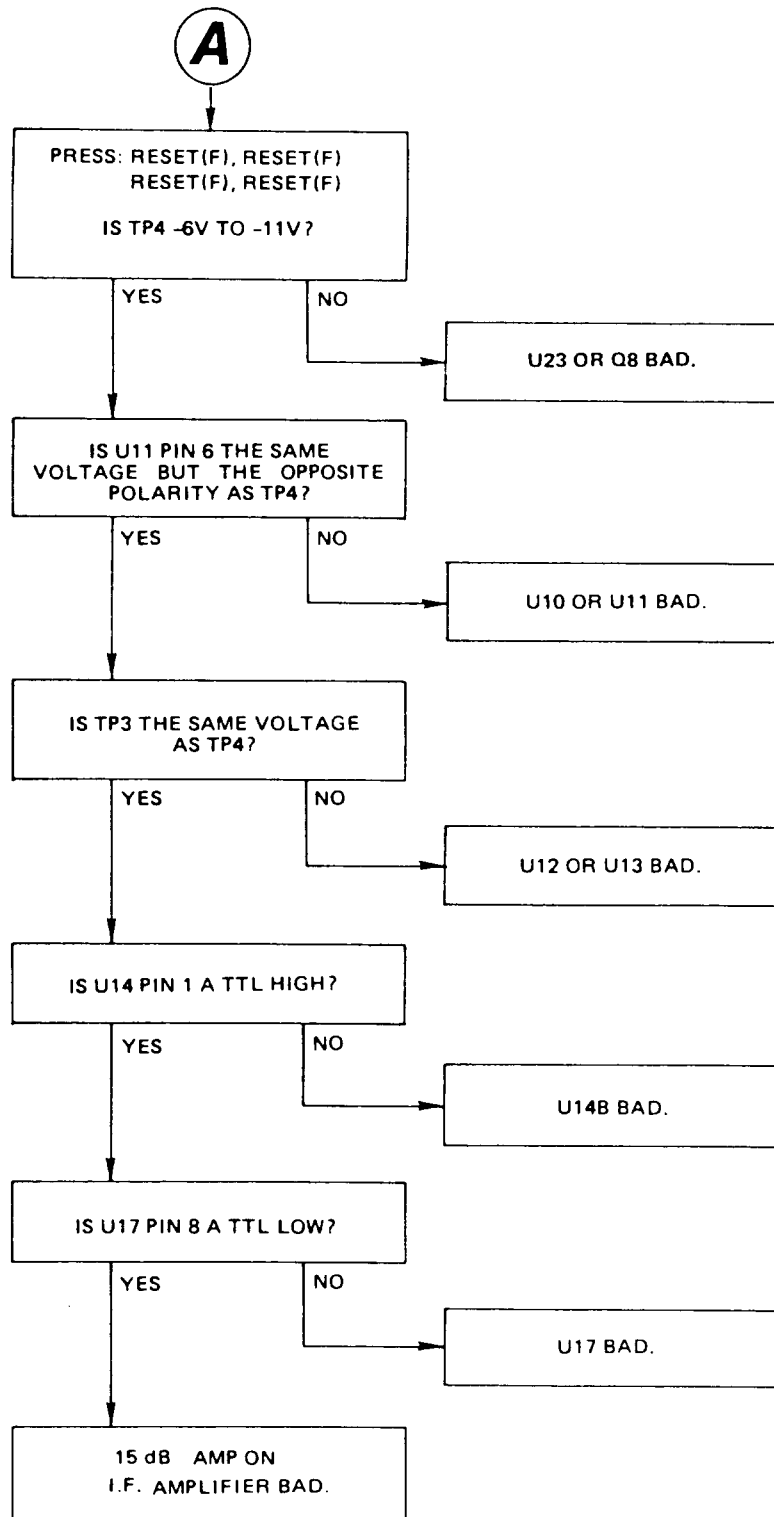 A
PRESS: RESET(F), RESET(F)
RESET(F), RESET(F)
IS TP4 -6V TO -11V?
YES
NO
U23 OR Q8 BAD.
IS U11 PIN 6 THE SAME
VOLTAGE BUT THE OPPOSITE
POLARITY AS TP4?
YES
NO
U10 OR U11 BAD.
IS TP3 THE SAME VOLTAGE
AS TP4?
YES
NO
U12 OR U13 BAD.
IS U14 PIN 1 A TTL HIGH?
YES
NO
U14B BAD.
IS U17 PIN 8 A TTL LOW?
YES
NO
U17 BAD.
15 dB AMP ON
I.F. AMPLIFIER BAD.